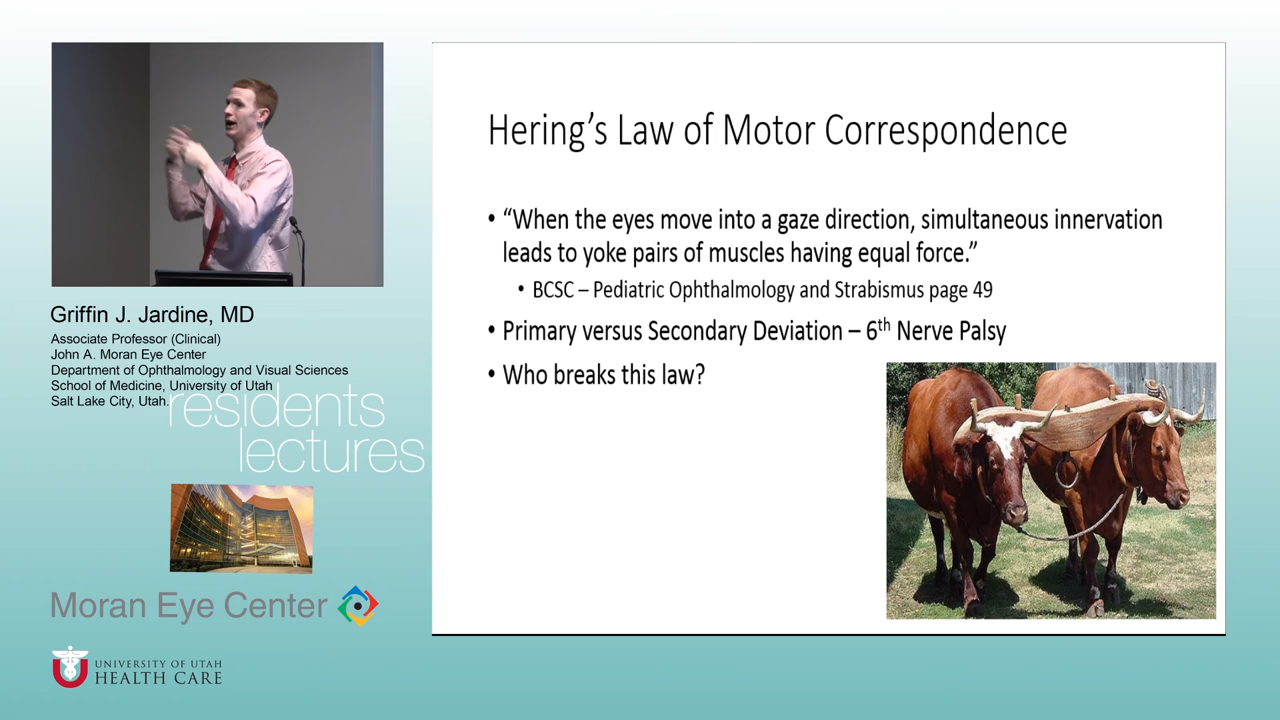 Hering’s Law of Motor Correspondence
• “When the eyes move into a gaze direction, simultaneous innervation
leads to yoke pairs of muscles having equal force.”
• BCSC – Pediatric Ophthalmology and Strabismus page 49
• Primary versus Secondary Deviation – 6th Nerve Palsy
• Who breaks this law?
Griffin J. Jardine, MD
Associate Professor (Clinical)
John A. Moran Eye Center
Department of Ophthalmology and Visual Sciences
School of Medicine, University of Utah
Salt Lake City, Utah.
residents
lectures
Moran Eye Center
UNIVERSITY OF UTAH
HEALTH CARE